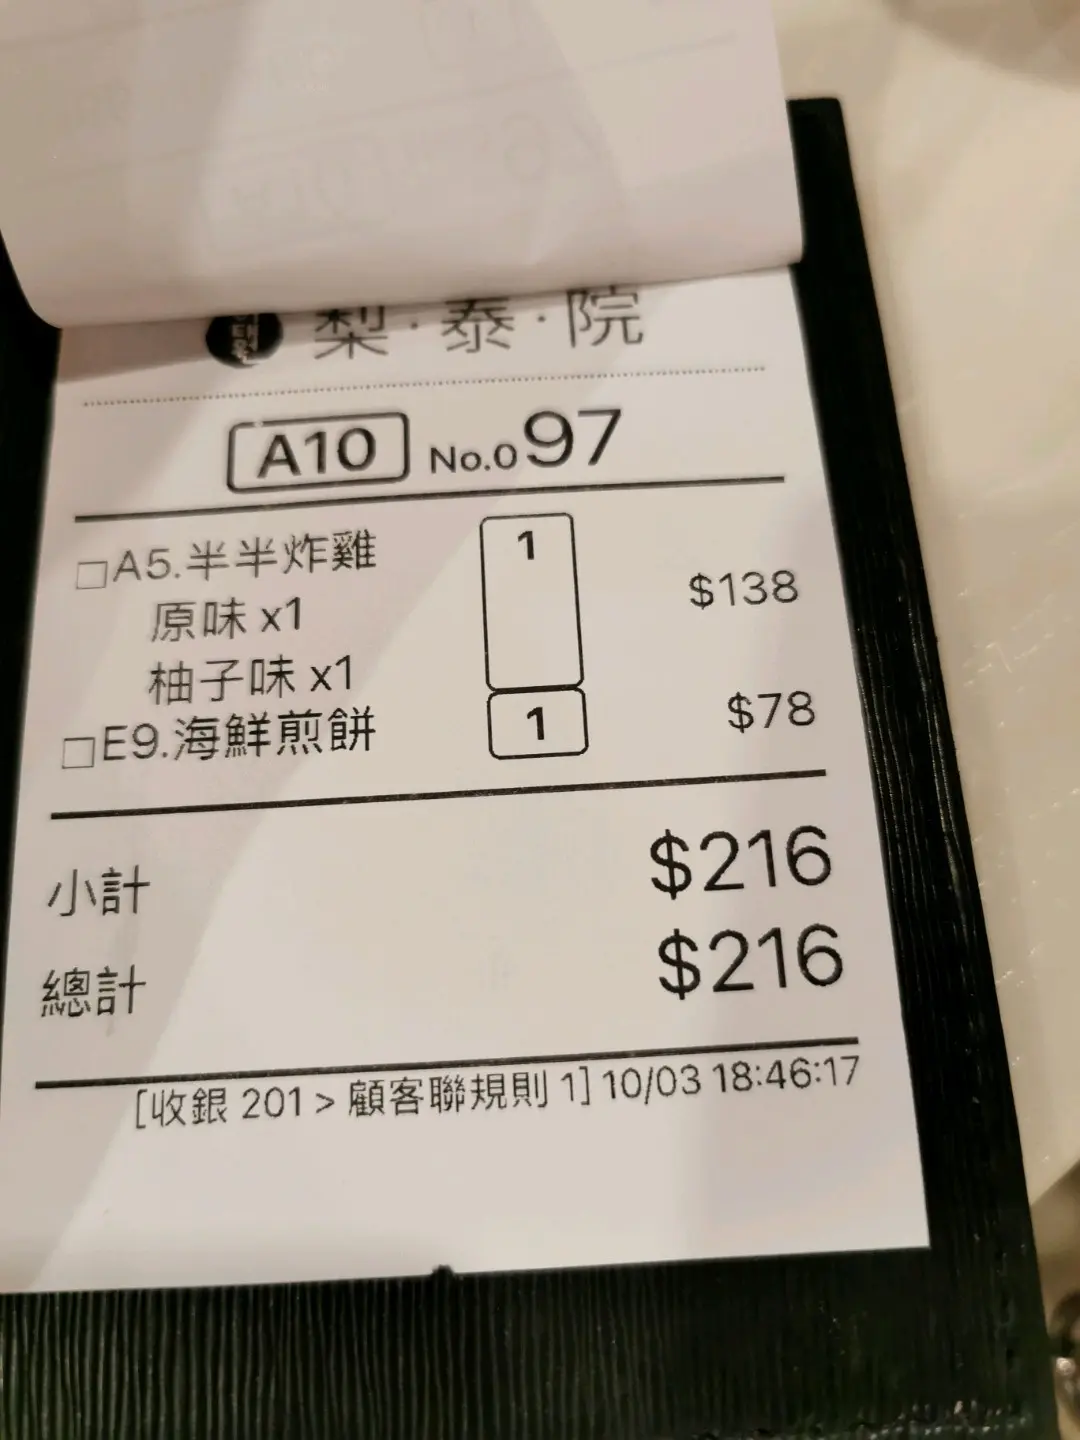 梨·泰·院
A10 No.097
□A5.半半炸雞 1 $138
原味 x1
柚子味 x1
□E9.海鮮煎餅 1 $78
小計 $216
總計 $216
[收銀 201 > 顧客聯規則 1] 10/03 18:46:17